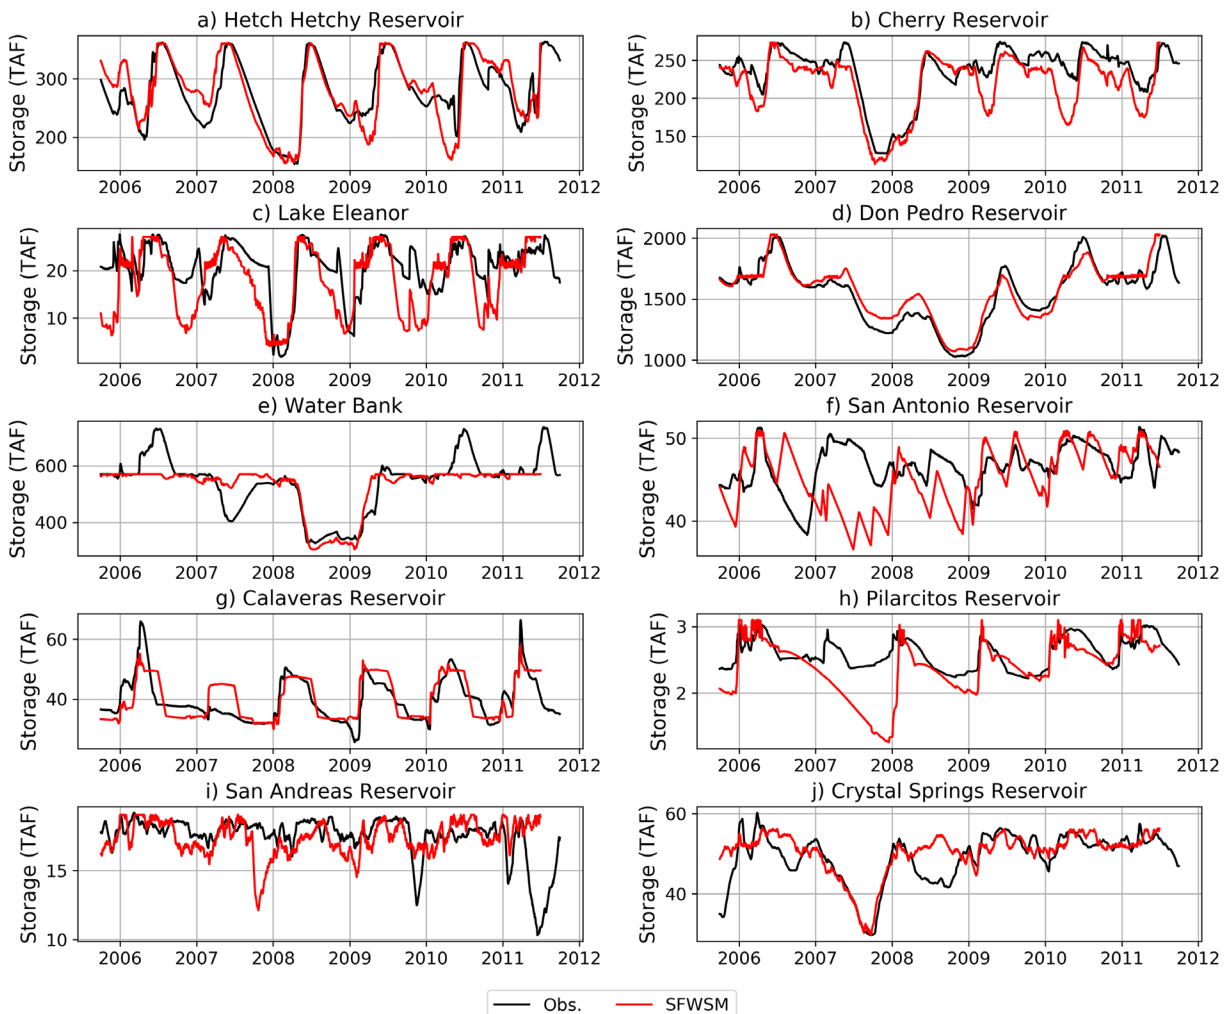 a) Hetch Hetchy Reservoir
Storage (TAF)
300
200
2006 2007 2008 2009 2010 2011 2012
b) Cherry Reservoir
Storage (TAF)
250
200
150
2006 2007 2008 2009 2010 2011 2012
c) Lake Eleanor
Storage (TAF)
20
10
2006 2007 2008 2009 2010 2011 2012
d) Don Pedro Reservoir
Storage (TAF)
2000
1500
1000
2006 2007 2008 2009 2010 2011 2012
e) Water Bank
Storage (TAF)
600
400
2006 2007 2008 2009 2010 2011 2012
f) San Antonio Reservoir
Storage (TAF)
50
40
2006 2007 2008 2009 2010 2011 2012
g) Calaveras Reservoir
Storage (TAF)
60
40
2006 2007 2008 2009 2010 2011 2012
h) Pilarcitos Reservoir
Storage (TAF)
3
2
2006 2007 2008 2009 2010 2011 2012
i) San Andreas Reservoir
Storage (TAF)
15
10
2006 2007 2008 2009 2010 2011 2012
j) Crystal Springs Reservoir
Storage (TAF)
60
40
2006 2007 2008 2009 2010 2011 2012
Obs. SFWSM